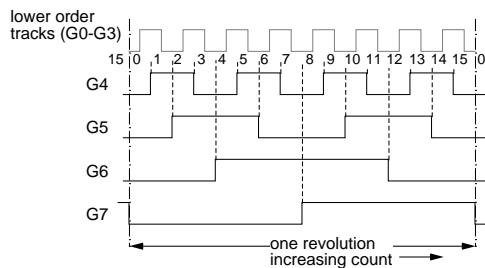 lower order
tracks (G0-G3)
15 0 1 2 3 4 5 6 7 8 9 10 11 12 13 14 15 0
G4
G5
G6
G7
one revolution
increasing count